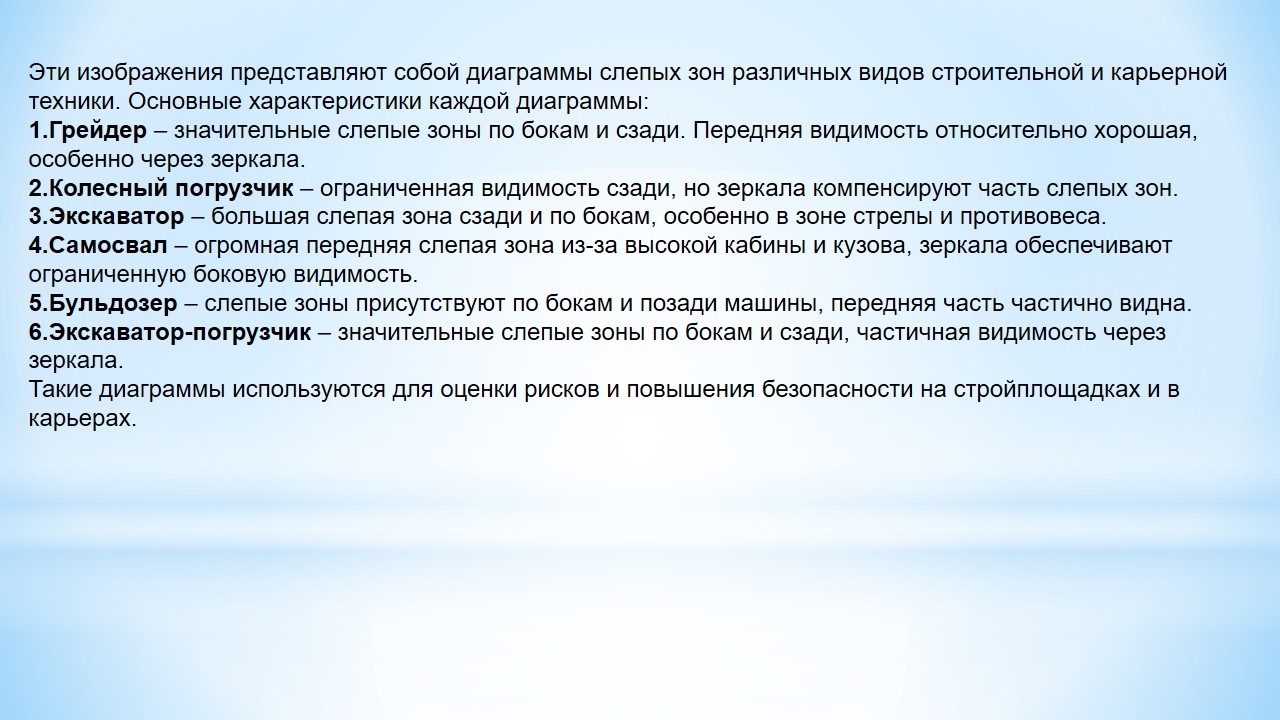 Эти изображения представляют собой диаграммы слепых зон различных видов строительной и карьерной
техники. Основные характеристики каждой диаграммы:
1.Грейдер – значительные слепые зоны по бокам и сзади. Передняя видимость относительно хорошая,
особенно через зеркала.
2.Колесный погрузчик – ограниченная видимость сзади, но зеркала компенсируют часть слепых зон.
3.Экскаватор – большая слепая зона сзади и по бокам, особенно в зоне стрелы и противовеса.
4.Самосвал – огромная передняя слепая зона из-за высокой кабины и кузова, зеркала обеспечивают
ограниченную боковую видимость.
5.Бульдозер – слепые зоны присутствуют по бокам и позади машины, передняя часть частично видна.
6.Экскаватор-погрузчик – значительные слепые зоны по бокам и сзади, частичная видимость через
зеркала.
Такие диаграммы используются для оценки рисков и повышения безопасности на стройплощадках и в
карьерах.